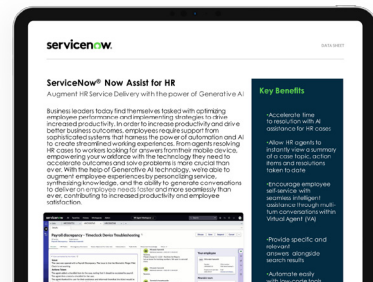 servicenow.
DATA SHEET
ServiceNow® Now Assist for HR
Augment HR Service Delivery with the power of Generative AI
Business leaders today find themselves tasked with optimizing
employee performance and implementing strategies to drive
increased productivity. In order to increase productivity and drive
better business outcomes, employees require support from
sophisticated systems that harness the power of automation and AI
to create streamlined working experiences. From agents resolving
HR cases to workers looking for answers from their mobile device,
empowering your workforce with the technology they need to
accelerate outcomes and solve problems is more crucial than
ever. With the help of Generative AI technology, we're able to
augment employee experiences by personalizing service,
synthesizing knowledge, and the ability to generate conversations
to deliver on employee needs faster and more seamlessly than
ever, contributing to increased productivity and employee
satisfaction.
Payroll discrepancy - Timeclock Demo Troubleshooting
Key Benefits
•Accelerate time
to resolution with AI
assistance for HR cases
•Allow HR agents to
instantly view a summary
of a case topic, action
items and resolutions
taken to date
•Encourage employee
self-service with
seamless intelligent
assistance through multi-
turn conversations within
Virtual Agent (VA)
•Provide specific and
relevant
answers alongside
search results
•Automate easily
with low-code tools